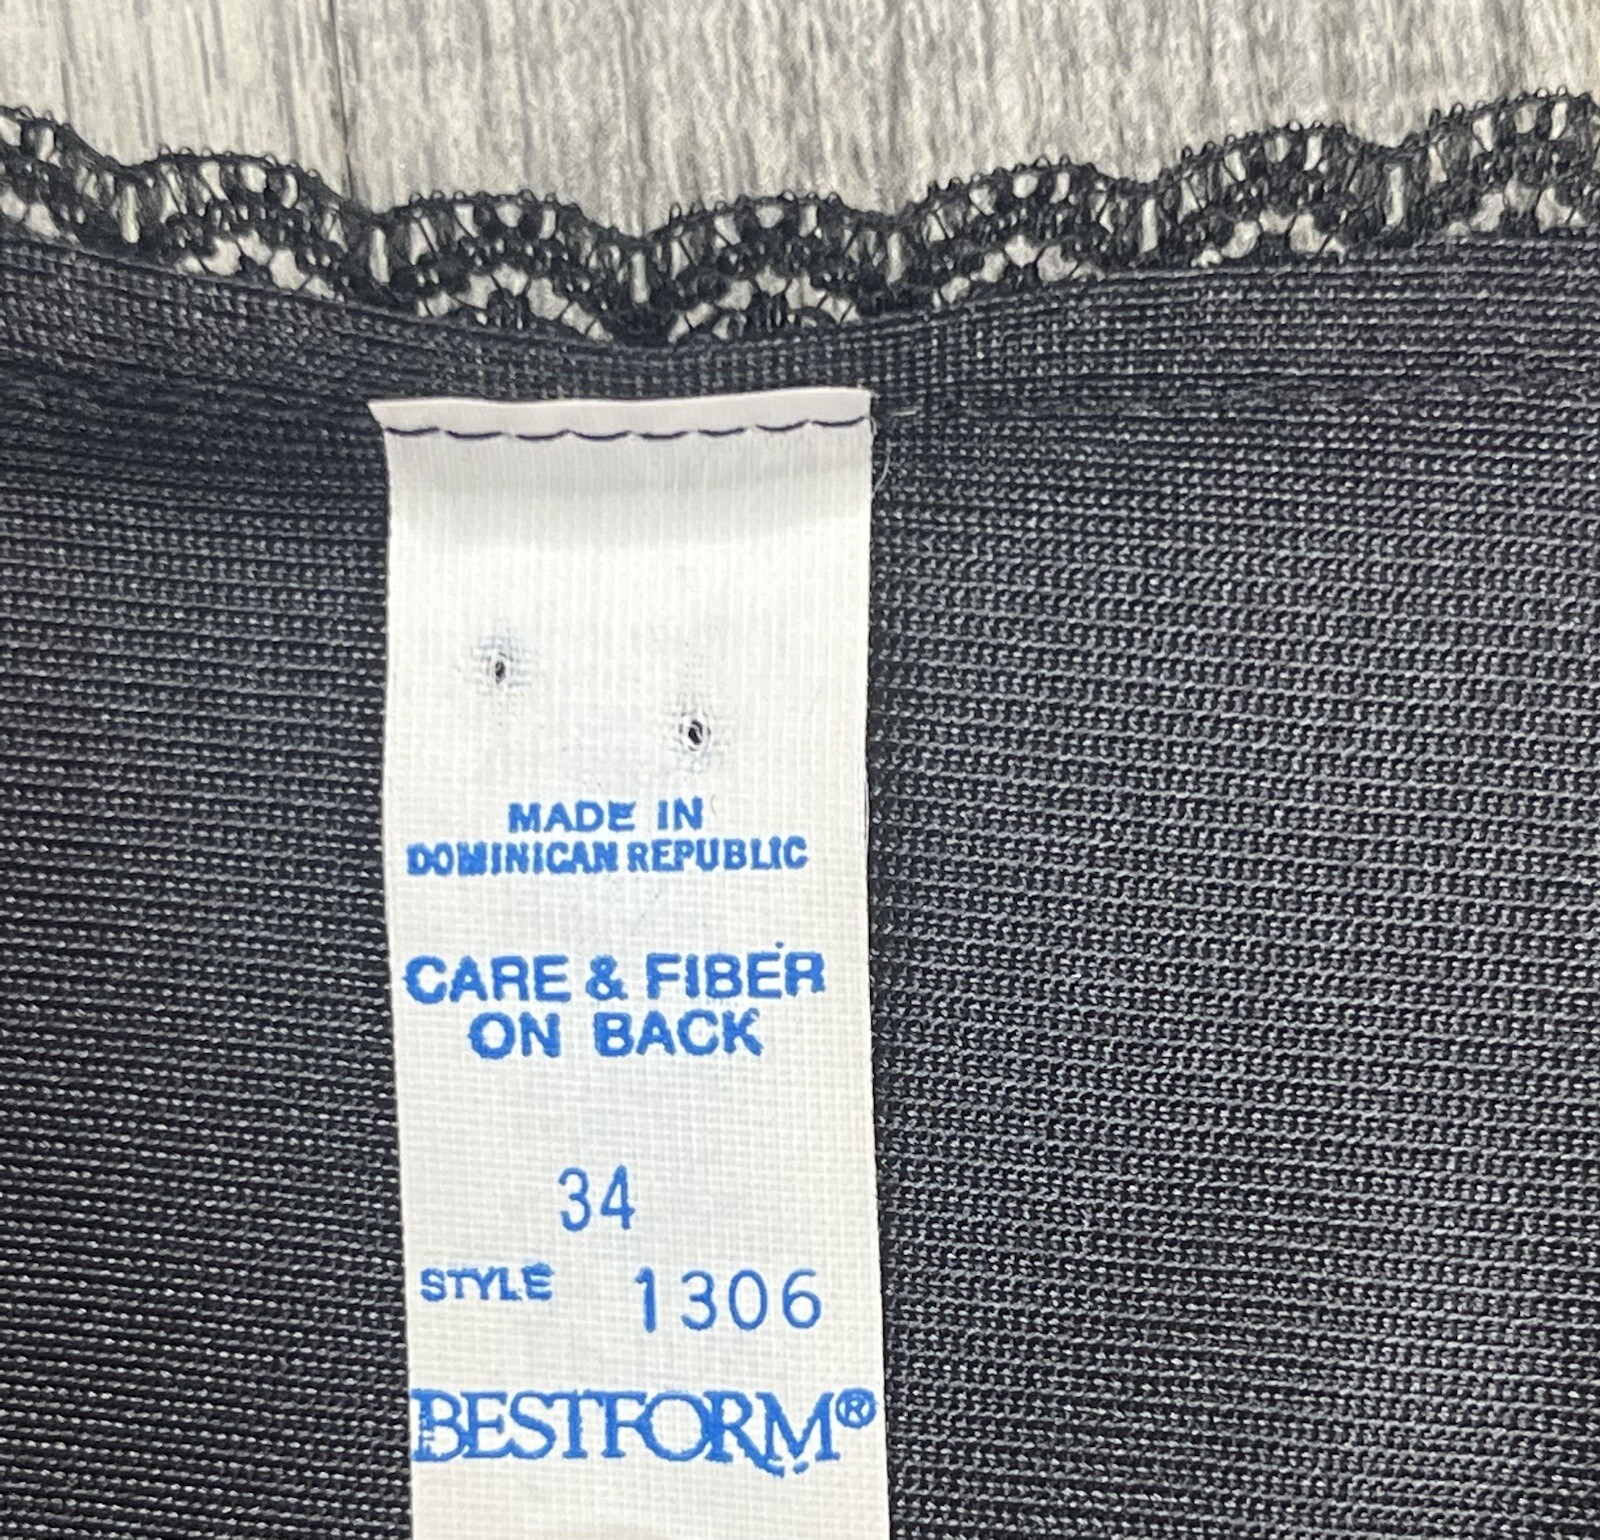 MADE IN
DOMINICAN REPUBLIC
CARE & FIBER
ON BACK
34
STYLE 1306
BESTFORM®